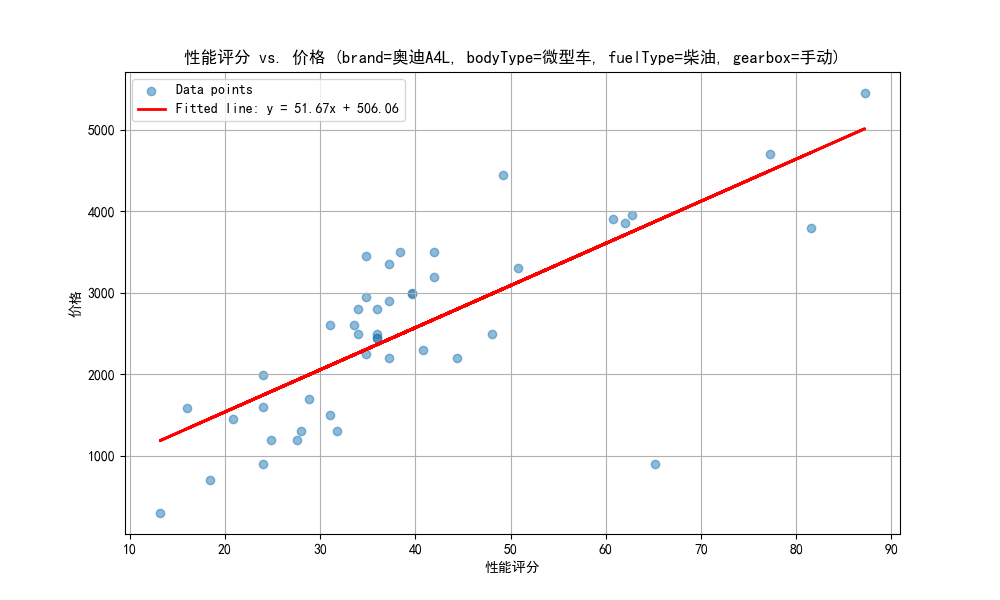 性能评分 vs. 价格 (brand=奥迪A4L, bodyType=微型车, fuelType=柴油, gearbox=手动)
Data points
Fitted line: y = 51.67x + 506.06
价格
5000
4000
3000
2000
1000
10 20 30 40 50 60 70 80 90
性能评分